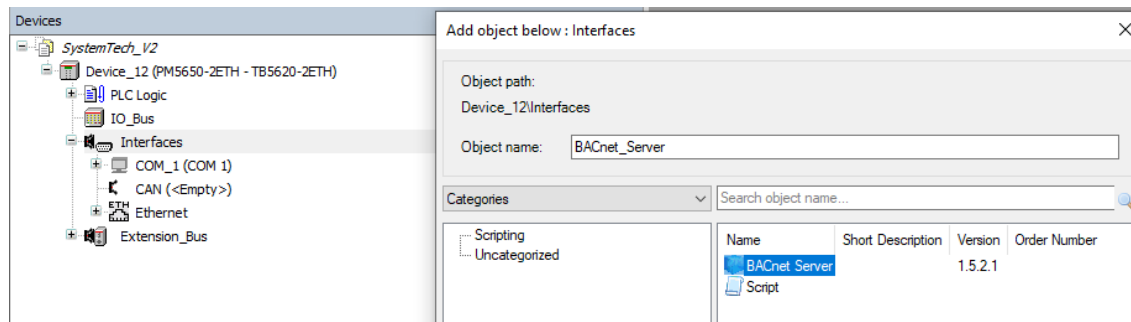 Devices
SystemTech_V2
Device_12 (PM5650-2ETH - TB5620-2ETH)
PLC Logic
IO_Bus
Interfaces
COM_1 (COM 1)
CAN (<Empty>)
ETH
Ethernet
Extension_Bus
Add object below : Interfaces
Object path:
Device_12\Interfaces
Object name: BACnet_Server
Categories
Search object name...
Scripting
Uncategorized
Name Short Description Version Order Number
BACnet Server 1.5.2.1
Script